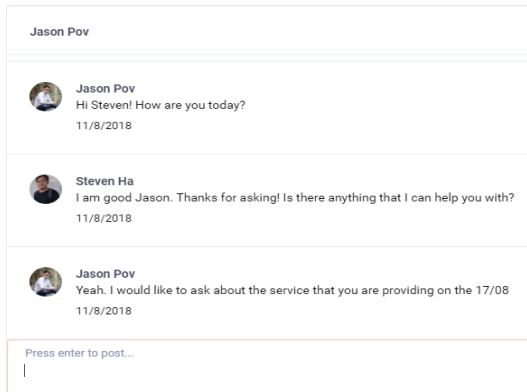 Jason Pov
Jason Pov
Hi Steven! How are you today?
11/8/2018
Steven Ha
I am good Jason. Thanks for asking! Is there anything that I can help you with?
11/8/2018
Jason Pov
Yeah. I would like to ask about the service that you are providing on the 17/08
11/8/2018
Press enter to post...